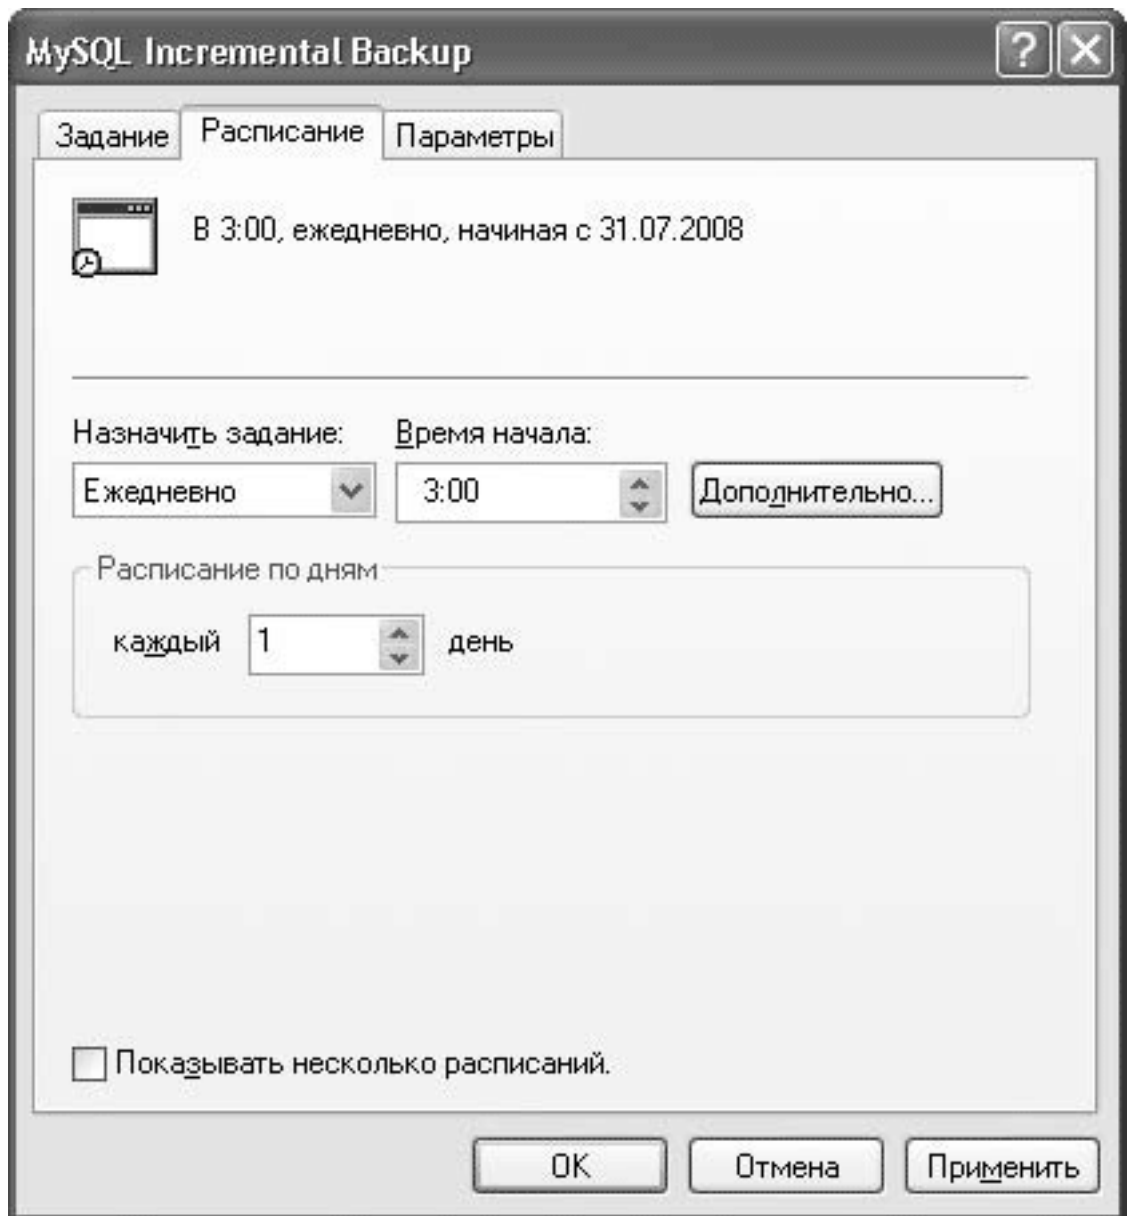 MySQL Incremental Backup
Задание Расписание Параметры
В 3:00, ежедневно, начиная с 31.07.2008
Назначить задание: Время начала:
Ежедневно 3:00 Дополнительно...
Расписание по дням
каждый 1 день
Показывать несколько расписаний.
OK Отмена Применить